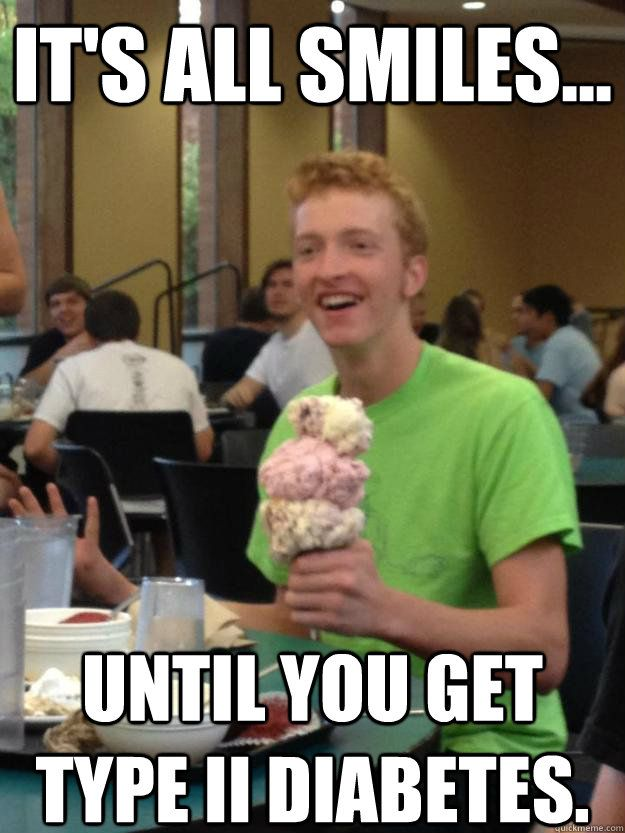 IT'S ALL SMILES...
UNTIL YOU GET
TYPE II DIABETES.
quickmeme.com